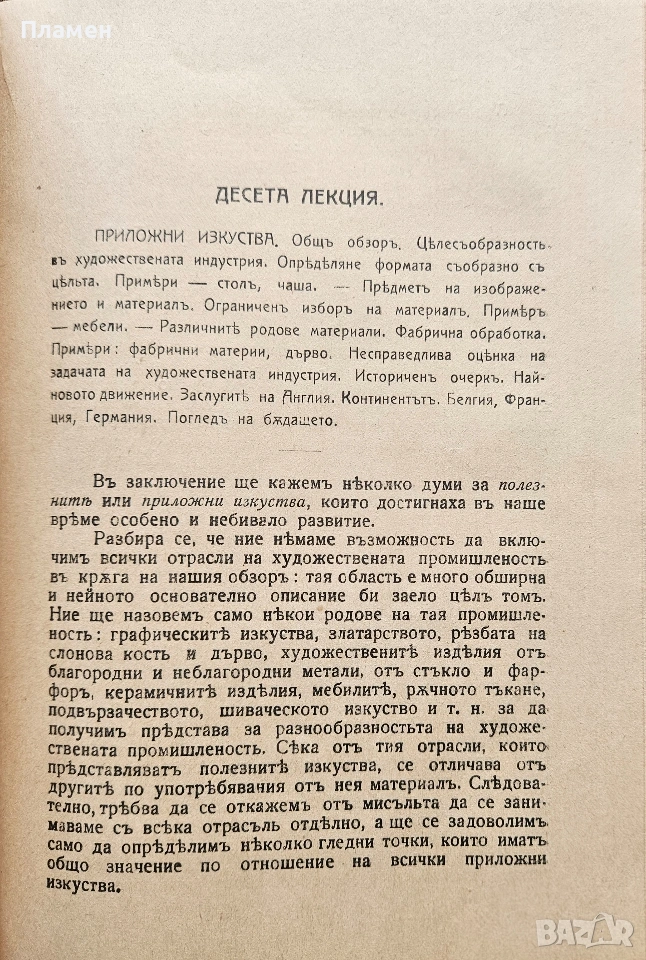 Пламен
ДЕСЕТА ЛЕКЦИЯ.
ПРИЛОЖНИ ИЗКУСТВА. Общъ обзоръ. Цѣлесъобразность
въ художествената индустрия. Опрѣдѣляне формата съобразно съ
цѣльта. Примѣри — столъ, чаша. — Прѣдметъ на изображе-
нието и материалъ. Ограниченъ изборъ на материалъ. Примѣръ
— мебели. — Различнитѣ родове материали. Фабрична обработка.
Примѣри: фабрични материи, дърво. Несправедлива оцѣнка на
задачата на художествената индустрия. Историченъ очеркъ. Най-
новото движение. Заслугитѣ на Англия. Континентътъ. Белгия, Фран-
ция, Германия. Погледъ на бѫдащето.
Въ заключение ще кажемъ нѣколко думи за полез-
нитѣ или приложни изкуства, които достигнаха въ наше
врѣме особено и небивало развитие.
Разбира се, че ние нѣмаме възможность да вклю-
чимъ всички отрасли на художествената промишленость
въ крѫга на нашия обзоръ: тая область е много обширна
и нейното основателно описание би заело цѣлъ томъ.
Ние ще назовемъ само нѣкои родове на тая промишле-
ность: графическитѣ изкуства, златарството, рѣзбата на
слонова кость и дърво, художественитѣ издѣлия отъ
благородни и неблагородни метали, отъ стъкло и фар-
форъ, керамичнитѣ издѣлия, мебилитѣ, рѫчното тъкане,
подвързачеството, шиваческото изкуство и т. н. за да
получимъ прѣдстава за разнообразностьта на художе-
ствената промишленость. Сѣка отъ тия отрасли, които
прѣдставляватъ полезнитѣ изкуства, се отличава отъ
другитѣ по употрѣбявания отъ нея материалъ. Слѣдова-
телно, трѣбва да се откажемъ отъ мисъльта да се зани-
маваме съ всѣка отрасъль отдѣлно, а ще се задоволимъ
само да опрѣдѣлимъ нѣколко гледни точки, които иматъ
общо значение по отношение на всички приложни
изкуства.
BAZAR